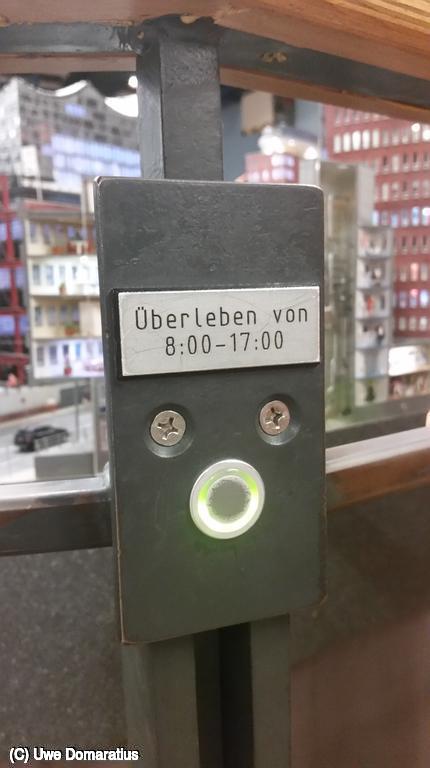 Überleben von
8:00-17:00
(C) Uwe Domaratius